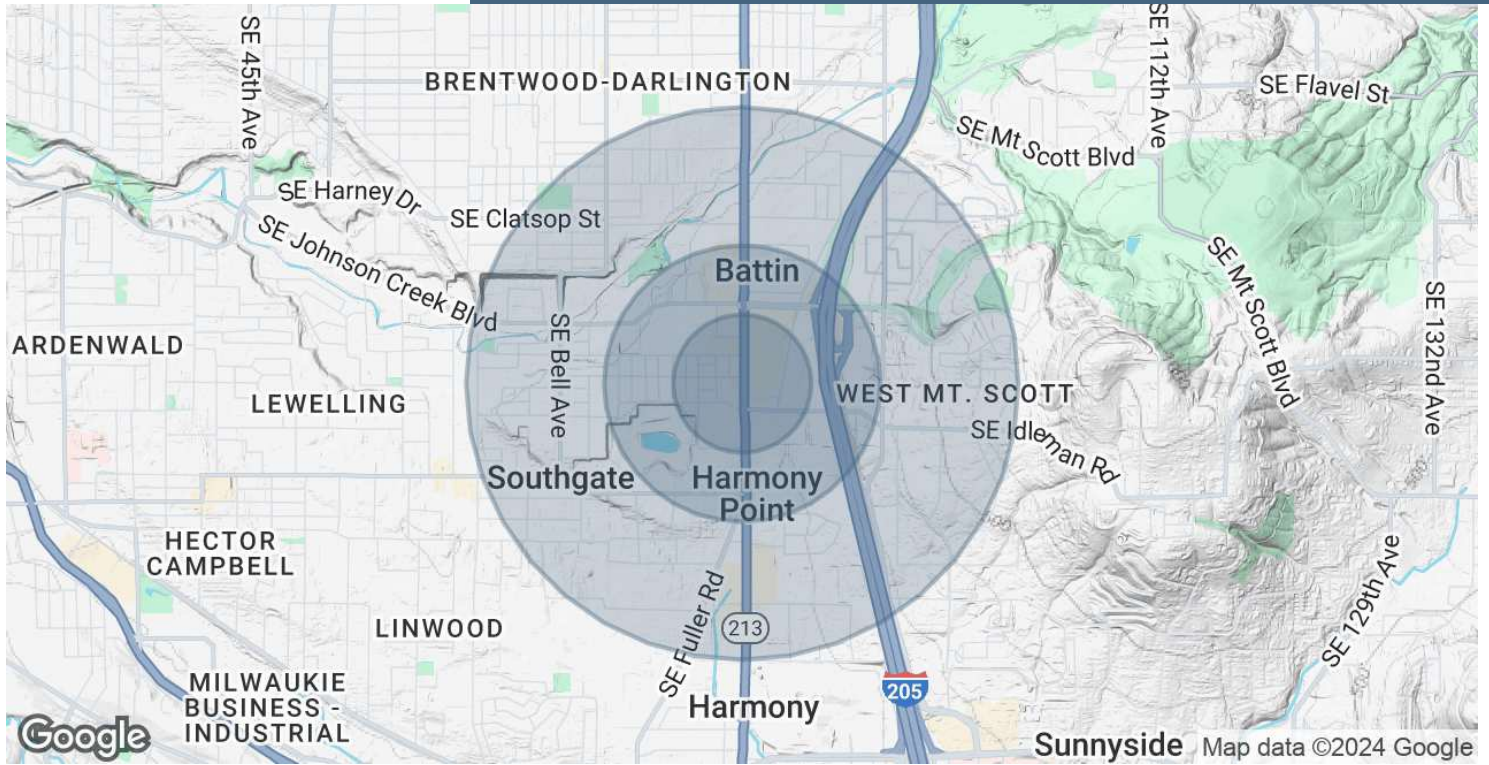 SE 45th Ave
SE 112th Ave
BRENTWOOD-DARLINGTON
SE Flavel St
SE Mt Scott Blvd
SE Harney Dr
SE Clatsop St
SE Johnson Creek Blvd
Battin
SE Mt Scott Blvd
SE 132nd Ave
ARDENWALD
SE Bell Ave
LEWELLING
WEST MT. SCOTT
SE Idleman Rd
Southgate
Harmony
Point
HECTOR
CAMPBELL
SE 129th Ave
LINWOOD
SE Fuller Rd
213
MILWAUKIE
BUSINESS -
INDUSTRIAL
205
Harmony
Google
Sunnyside
Map data ©2024 Google